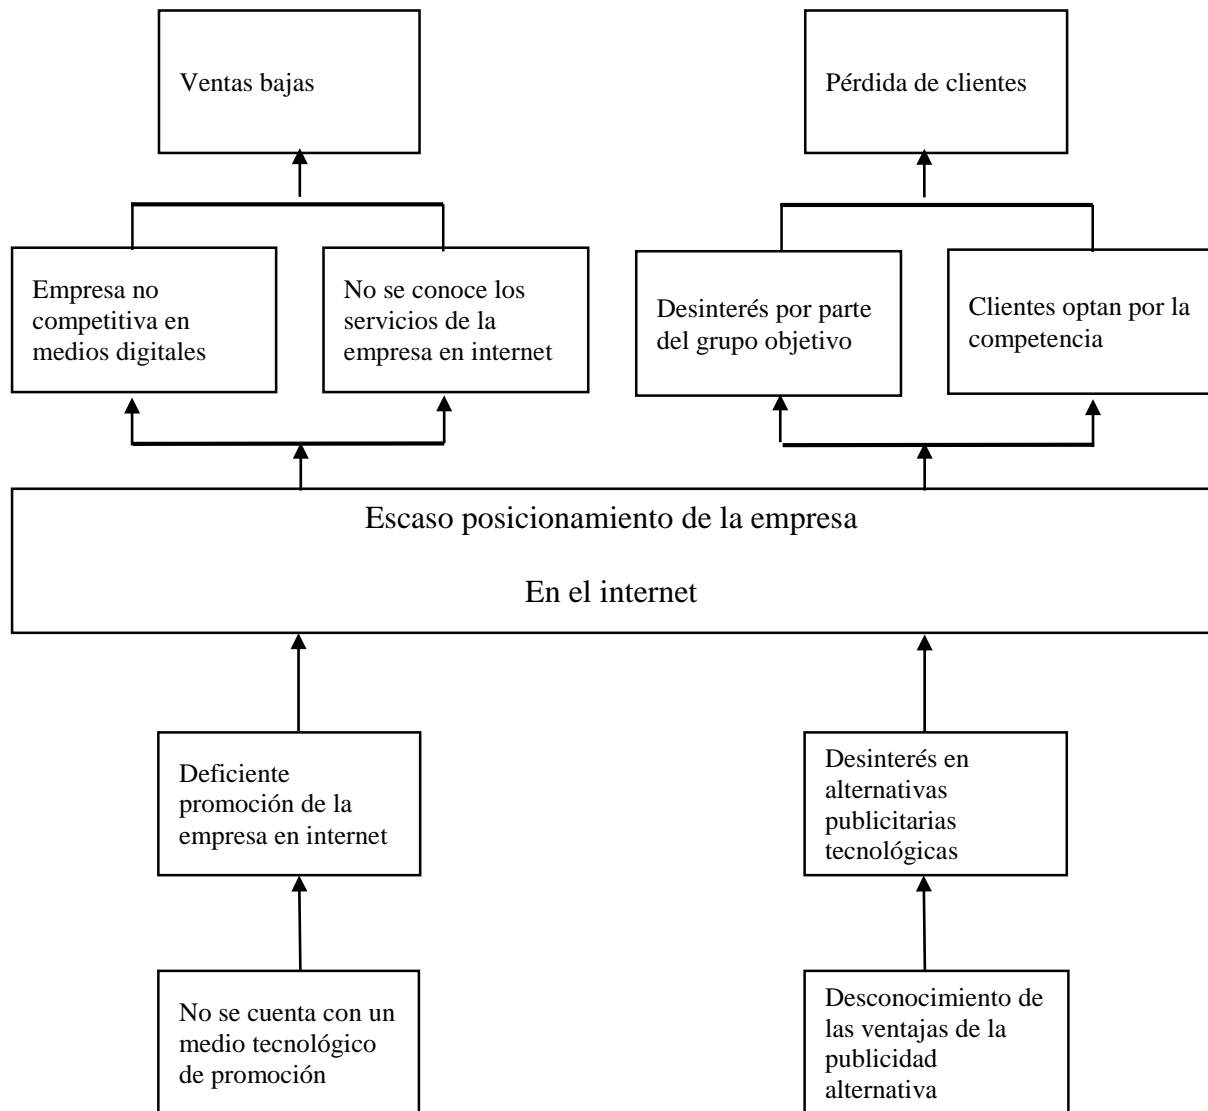 Ventas bajas
Pérdida de clientes
Empresa no
competitiva en
medios digitales
No se conoce los
servicios de la
empresa en internet
Desinterés por parte
del grupo objetivo
Clientes optan por la
competencia
Escaso posicionamiento de la empresa
En el internet
Deficiente
promoción de la
empresa en internet
Desinterés en
alternativas
publicitarias
tecnológicas
No se cuenta con un
medio tecnológico
de promoción
Desconocimiento de
las ventajas de la
publicidad
alternativa